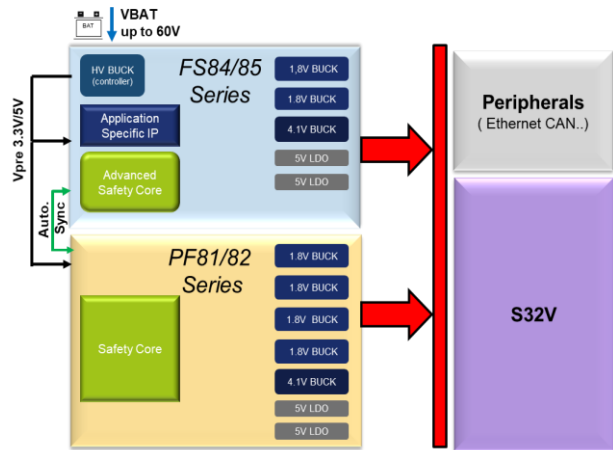 BAT
VBAT
up to 60V
HV BUCK
(controller)
FS84/85
Series
1,8V BUCK
1.8V BUCK
4.1V BUCK
5V LDO
5V LDO
Application
Specific IP
Advanced
Safety Core
Vpre 3.3V/5V
Auto.
Sync
PF81/82
Series
Safety Core
1.8V BUCK
1.8V BUCK
1.8V BUCK
1.8V BUCK
4.1V BUCK
5V LDO
5V LDO
Peripherals
( Ethernet CAN..)
S32V